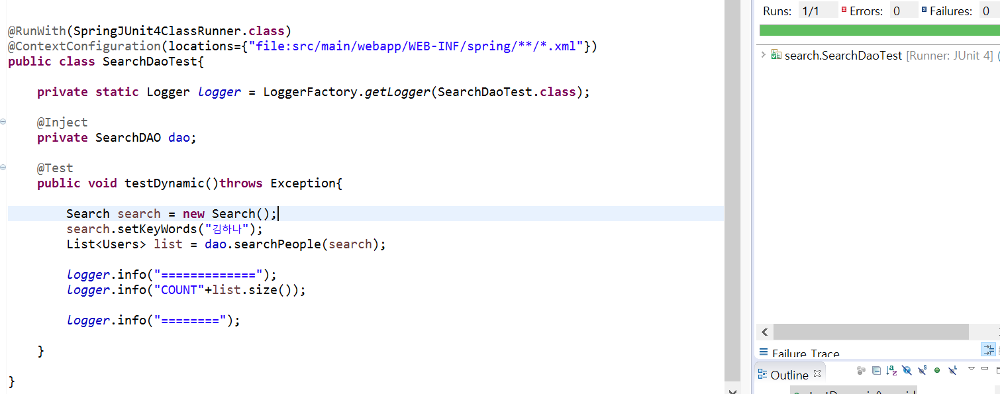 @RunWith(SpringJUnit4ClassRunner.class)
@ContextConfiguration(locations={"file:src/main/webapp/WEB-INF/spring/**/*.xml"})
public class SearchDaoTest{
private static Logger logger = LoggerFactory.getLogger(SearchDaoTest.class);
@Inject
private SearchDAO dao;
@Test
public void testDynamic()throws Exception{
Search search = new Search();
search.setKeyWords("김하나");
List<Users> list = dao.searchPeople(search);
logger.info("=============");
logger.info("COUNT"+list.size());
logger.info("========");
}
}
Runs: 1/1 Errors: 0 Failures: 0
search.SearchDaoTest [Runner: JUnit 4] (
Failure Trace
Outline